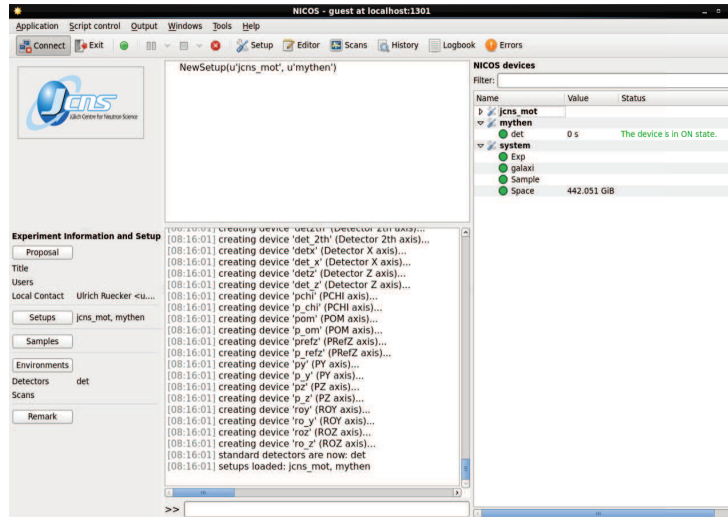 NICOS - guest at localhost:1301
Application Script control Output Windows Tools Help
Connect Exit Setup Editor Scans History Logbook Errors
JCNS
Jülich Centre for Neutron Science
NewSetup(u'jcns_mot', u'mython')
NICOS devices
Filter:
Name Value Status
jcns_mot
mythen
det 0 s The device is in ON state.
system
Exp
galaxi
Sample
Space 442.051 GiB
Experiment Information and Setup
Proposal
Title
Users
Local Contact Ulrich Ruecker <u....
Setups jcns_mot, mythen
Samples
Environments
Detectors det
Scans
Remark
[08:16:01] creating device 'det2th' (Detector 2th axis)...
[08:16:01] creating device 'det_2th' (Detector 2th axis)...
[08:16:01] creating device 'detx' (Detector X axis)...
[08:16:01] creating device 'det_x' (Detector X axis)...
[08:16:01] creating device 'detz' (Detector Z axis)...
[08:16:01] creating device 'det_z' (Detector Z axis)...
[08:16:01] creating device 'pchi' (PCHI axis)...
[08:16:01] creating device 'p_chi' (PCHI axis)...
[08:16:01] creating device 'pom' (POM axis)...
[08:16:01] creating device 'p_om' (POM axis)...
[08:16:01] creating device 'prefz' (PRefZ axis)...
[08:16:01] creating device 'p_refz' (PRefZ axis)...
[08:16:01] creating device 'py' (PY axis)...
[08:16:01] creating device 'p_y' (PY axis)...
[08:16:01] creating device 'pz' (PZ axis)...
[08:16:01] creating device 'p_z' (PZ axis)...
[08:16:01] creating device 'roy' (ROY axis)...
[08:16:01] creating device 'ro_y' (ROY axis)...
[08:16:01] creating device 'roz' (ROZ axis)...
[08:16:01] creating device 'ro_z' (ROZ axis)...
[08:16:01] standard detectors are now: det
[08:16:01] setups loaded: jcns_mot, mythen
>>